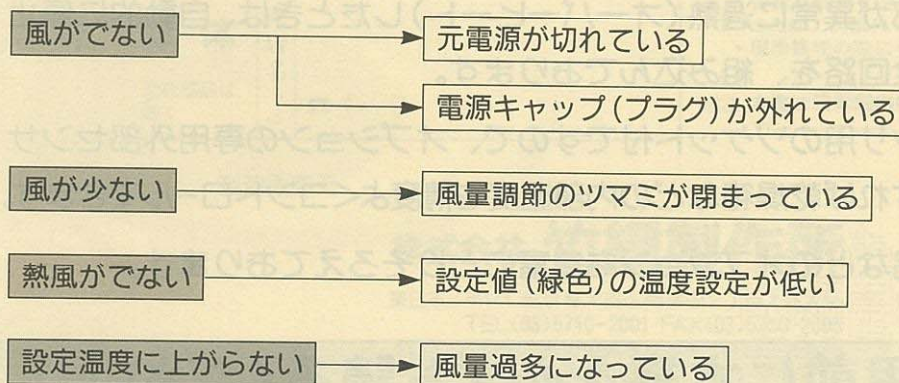 風がでない
元電源が切れている
電源キャップ(プラグ)が外れている
風が少ない
風量調節のツマミが閉まっている
熱風がでない
設定値(緑色)の温度設定が低い
設定温度に上がらない
風量過多になっている